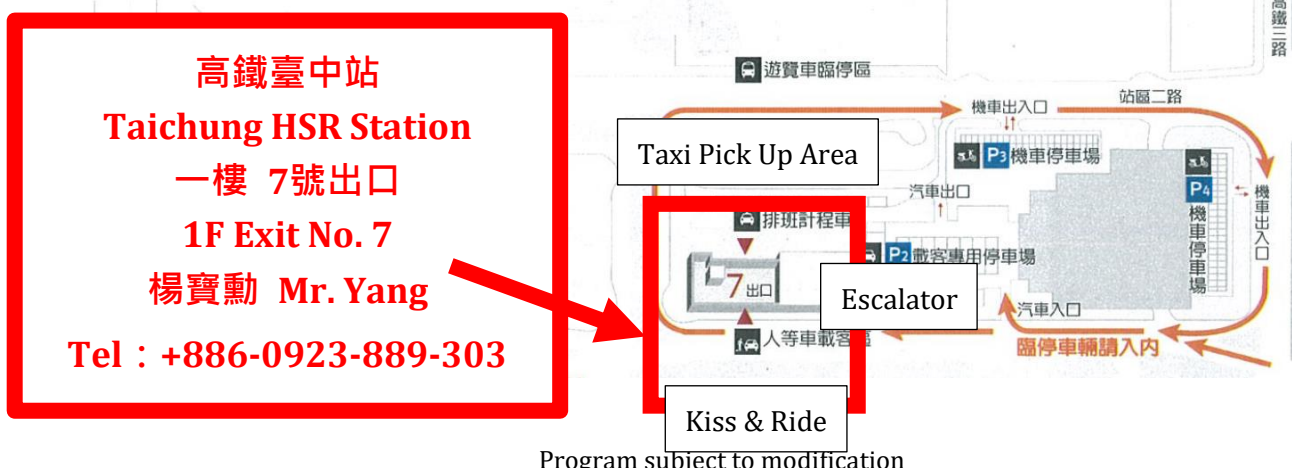 高鐵臺中站
Taichung HSR Station
一樓 7號出口
1F Exit No. 7
楊寶勳 Mr. Yang
Tel：+886-0923-889-303
高鐵三路
遊覽車臨停區
站區二路
機車出入口
Taxi Pick Up Area
P3 機車停車場
P4 機車停車場
機車出入口
汽車出口
排班計程車
P2 載客專用停車場
7 出口
Escalator
汽車入口
人等車載客區
臨停車輛請入内
Kiss & Ride
Program subject to modification